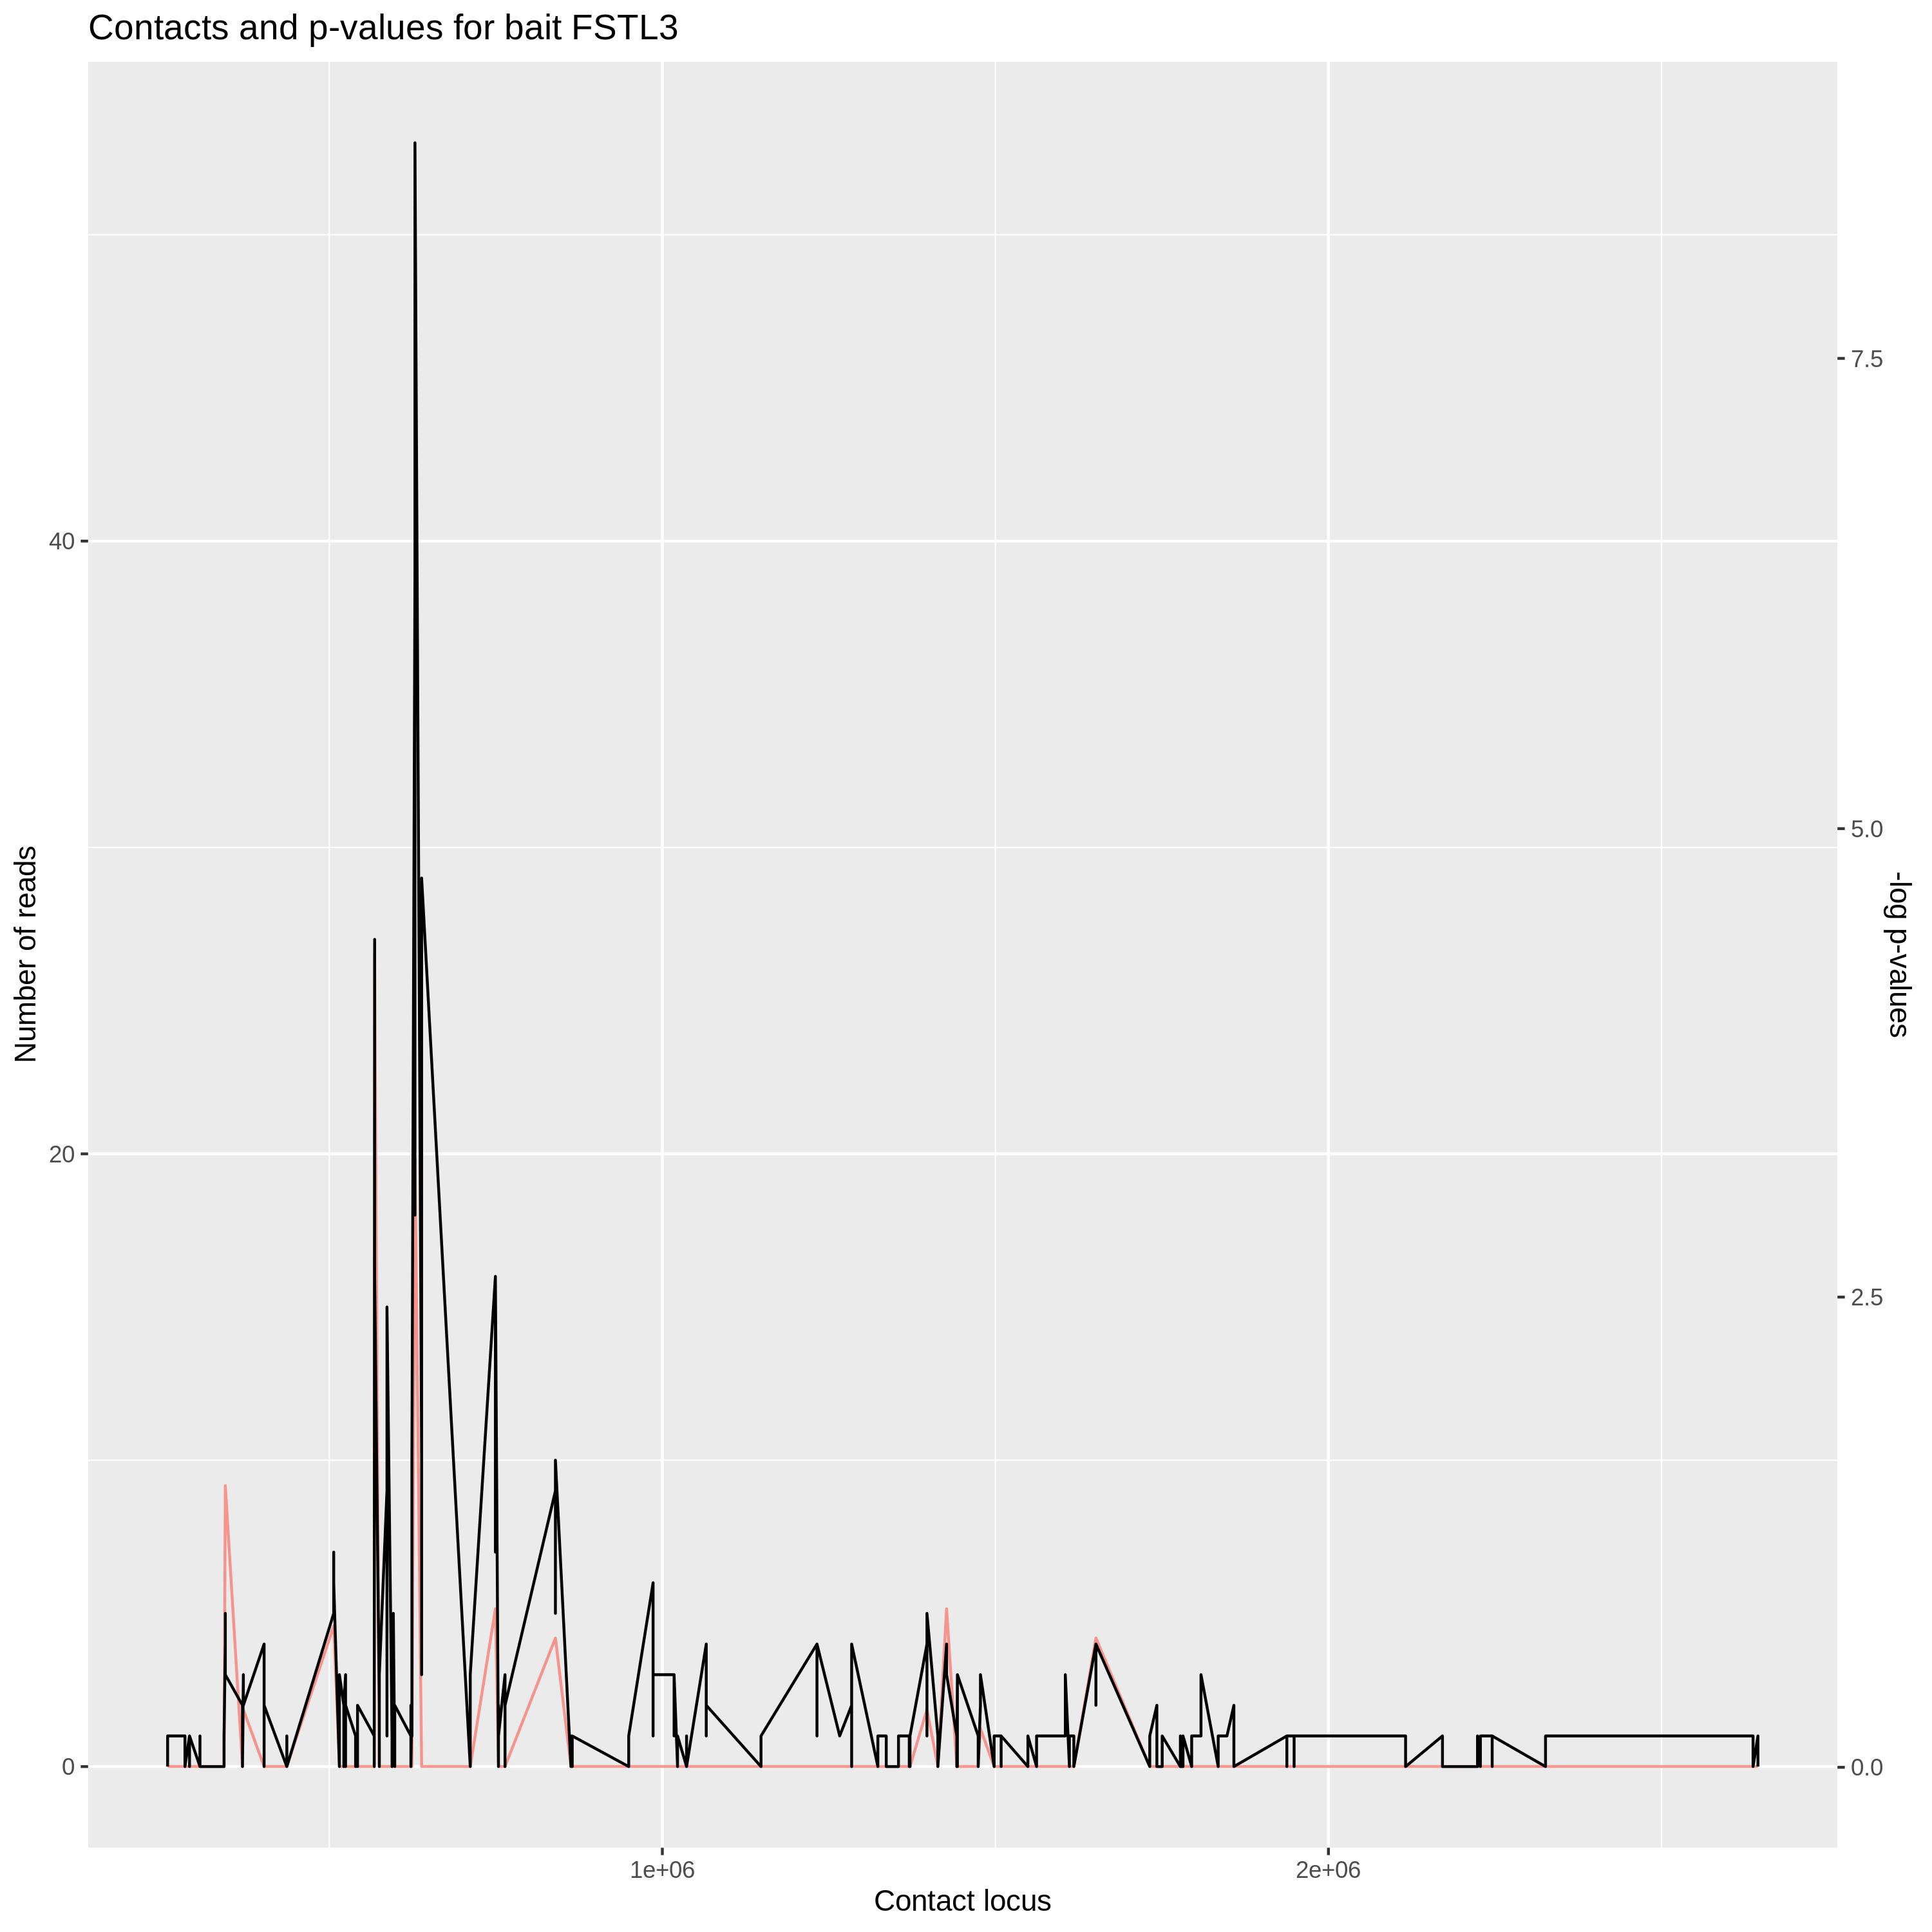 Contacts and p-values for bait FSTL3
Number of reads
40
20
0
7.5
5.0
2.5
0.0
-log p-values
1e+06
2e+06
Contact locus